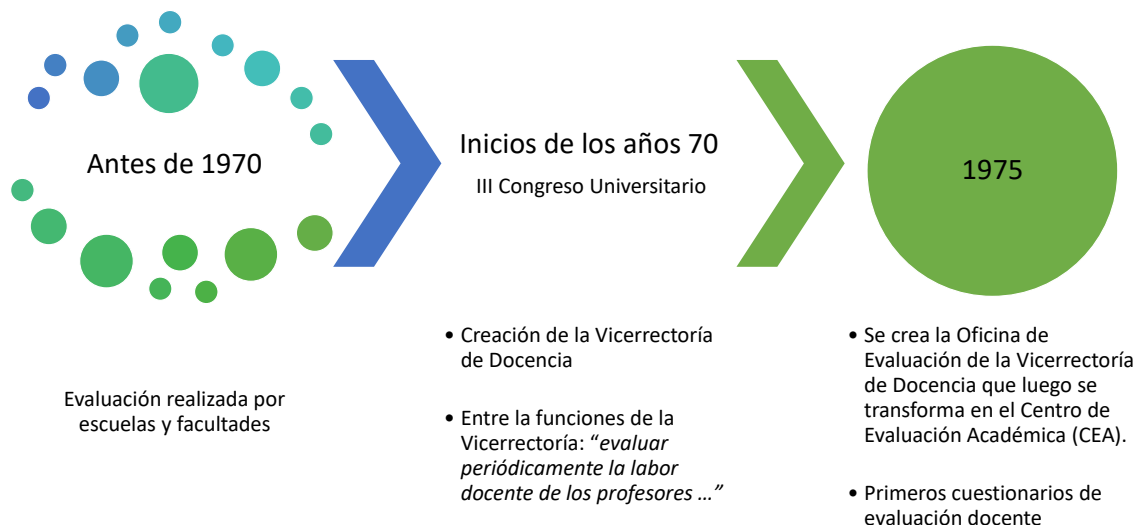 Antes de 1970
Evaluación realizada por
escuelas y facultades
Inicios de los años 70
III Congreso Universitario
• Creación de la Vicerrectoría
de Docencia
• Entre la funciones de la
Vicerrectoría: “evaluar
periódicamente la labor
docente de los profesores …”
1975
• Se crea la Oficina de
Evaluación de la Vicerrectoría
de Docencia que luego se
transforma en el Centro de
Evaluación Académica (CEA).
• Primeros cuestionarios de
evaluación docente